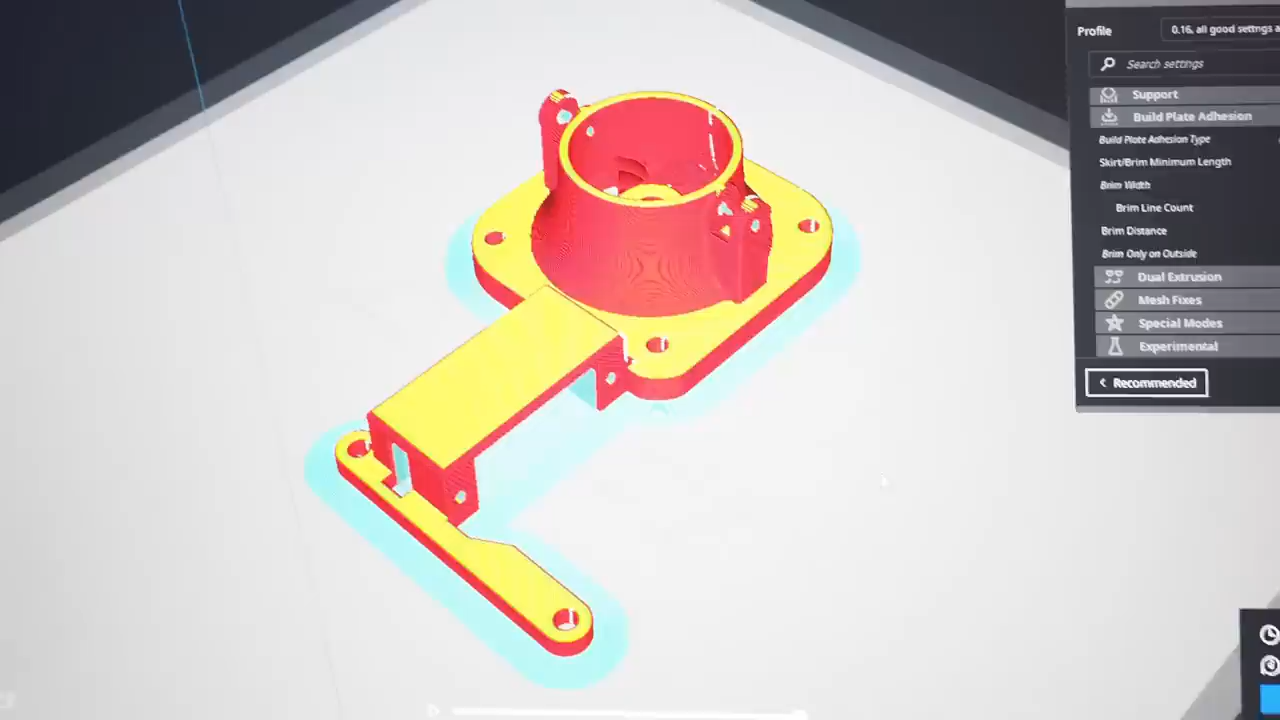 Profile
0.16, all good settngs a
Search settings
Support
Build Plate Adhesion
Build Plate Adhesion Type
Skirt/Brim Minimum Length
Brim Width
Brim Line Count
Brim Distance
Brim Only on Outside
Dual Extrusion
Mesh Fixes
Special Modes
Experimental
Recommended